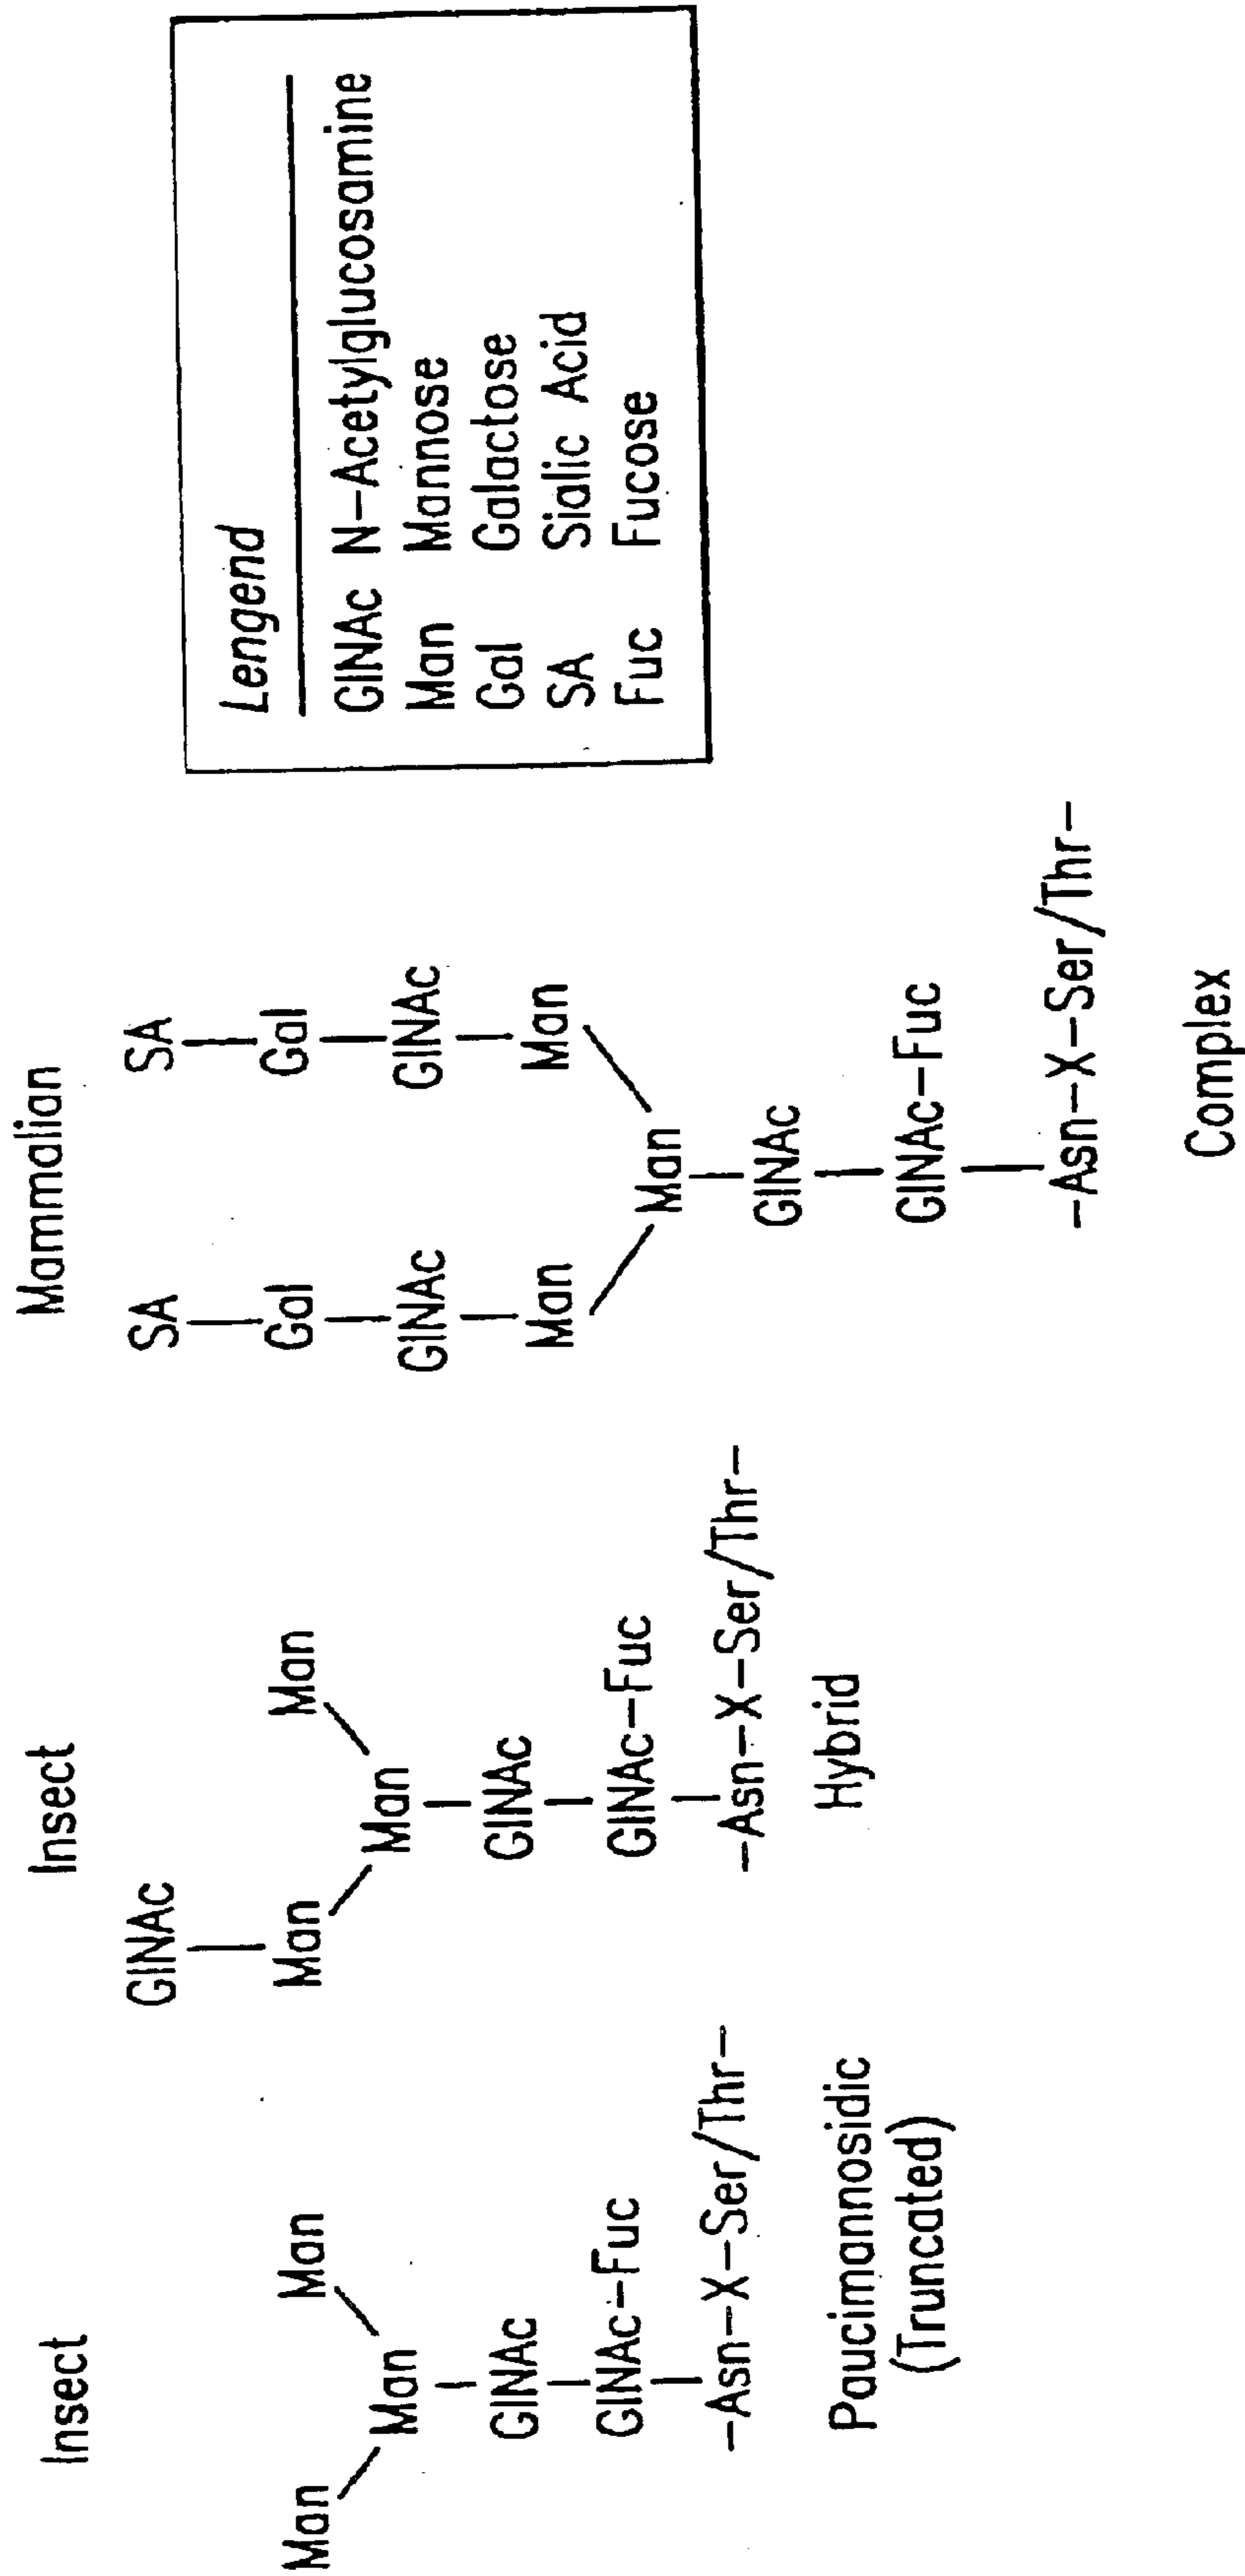 Insect
Man Man
Man
GlNAc
GlNAc–Fuc
–Asn–X–Ser/Thr–
Paucimannosidic
(Truncated)
Insect
GlNAc
Man Man
Man
GlNAc
GlNAc–Fuc
–Asn–X–Ser/Thr–
Hybrid
Mammalian
SA SA
Gal Gal
GlNAc GlNAc
Man Man
Man
GlNAc
GlNAc–Fuc
–Asn–X–Ser/Thr–
Complex
Lengend
GlNAc N–Acetylglucosamine
Man Mannose
Gal Galactose
SA Sialic Acid
Fuc Fucose